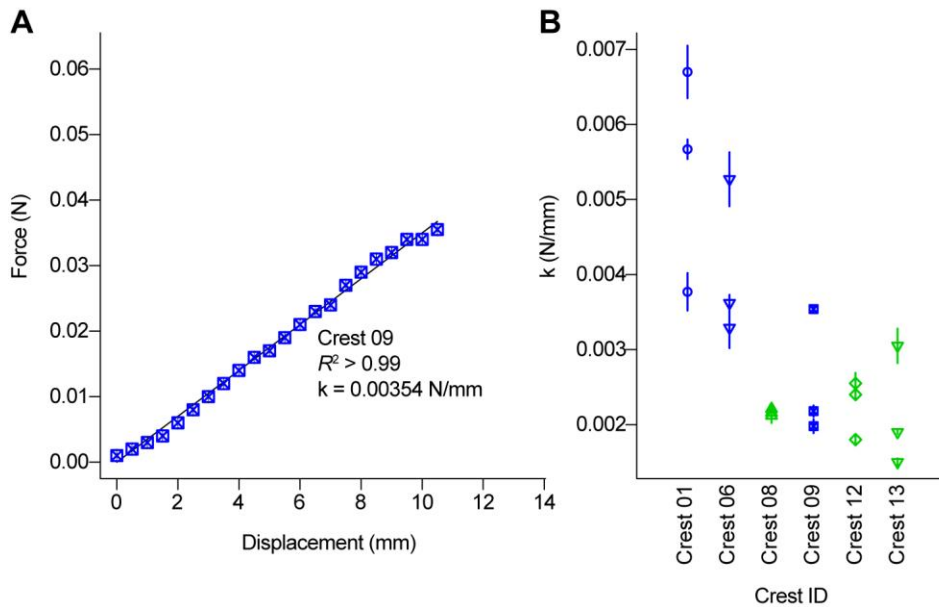 A
Force (N)
0.06
0.05
0.04
0.03
0.02
0.01
0.00
Crest 09
R² > 0.99
k = 0.00354 N/mm
0 2 4 6 8 10 12 14
Displacement (mm)
B
k (N/mm)
0.007
0.006
0.005
0.004
0.003
0.002
Crest 01
Crest 06
Crest 08
Crest 09
Crest 12
Crest 13
Crest ID